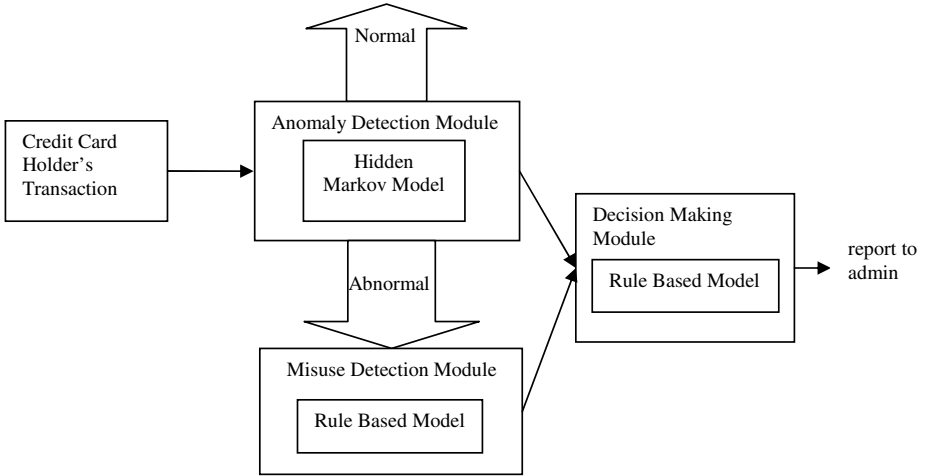 Normal
Anomaly Detection Module
Hidden
Markov Model
Credit Card
Holder’s
Transaction
Abnormal
Misuse Detection Module
Rule Based Model
Decision Making
Module
Rule Based Model
report to
admin